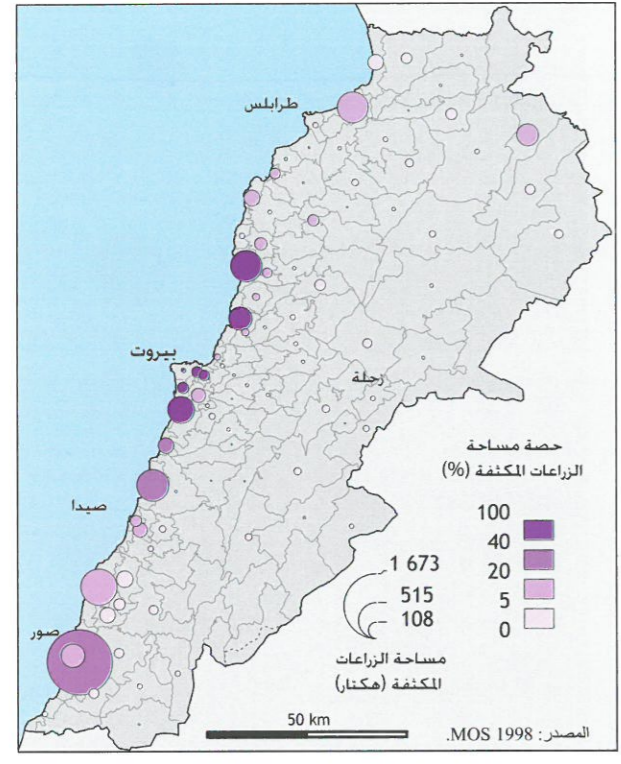 طرابلس
بيروت
زحلة
صيدا
صور
حصة مساحة
الزراعات المكثفة (%)
100
40
20
5
0
1 673
515
108
مساحة الزراعات
المكثفة (هكتار)
50 km
المصدر: MOS 1998.